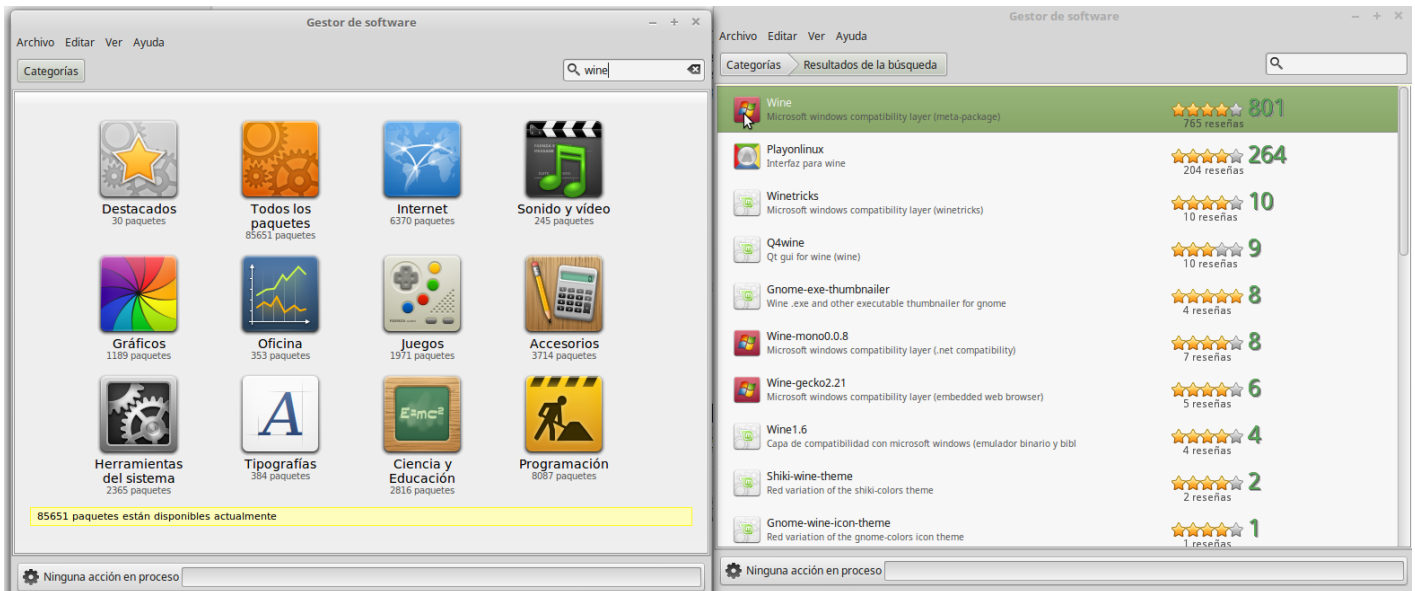 Gestor de software
Archivo Editar Ver Ayuda
Categorías
wine
Destacados
30 paquetes
Todos los
paquetes
85651 paquetes
Internet
6370 paquetes
Sonido y vídeo
245 paquetes
Gráficos
1189 paquetes
Oficina
353 paquetes
Juegos
1971 paquetes
Accesorios
3714 paquetes
Herramientas
del sistema
2365 paquetes
Tipografías
384 paquetes
Ciencia y
Educación
2816 paquetes
Programación
8087 paquetes
A
E=mc²
85651 paquetes están disponibles actualmente
Ninguna acción en proceso
Gestor de software
Archivo Editar Ver Ayuda
Categorías Resultados de la búsqueda
Wine
Microsoft windows compatibility layer (meta-package)
801
765 reseñas
Playonlinux
Interfaz para wine
264
204 reseñas
Winetricks
Microsoft windows compatibility layer (winetricks)
10
10 reseñas
Q4wine
Qt gui for wine (wine)
9
10 reseñas
Gnome-exe-thumbnailer
Wine .exe and other executable thumbnailer for gnome
8
4 reseñas
Wine-mono0.0.8
Microsoft windows compatibility layer (.net compatibility)
8
7 reseñas
Wine-gecko2.21
Microsoft windows compatibility layer (embedded web browser)
6
5 reseñas
Wine1.6
Capa de compatibilidad con microsoft windows (emulador binario y bibl
4
4 reseñas
Shiki-wine-theme
Red variation of the shiki-colors theme
2
2 reseñas
Gnome-wine-icon-theme
Red variation of the gnome-colors icon theme
1
1 reseñas
Ninguna acción en proceso